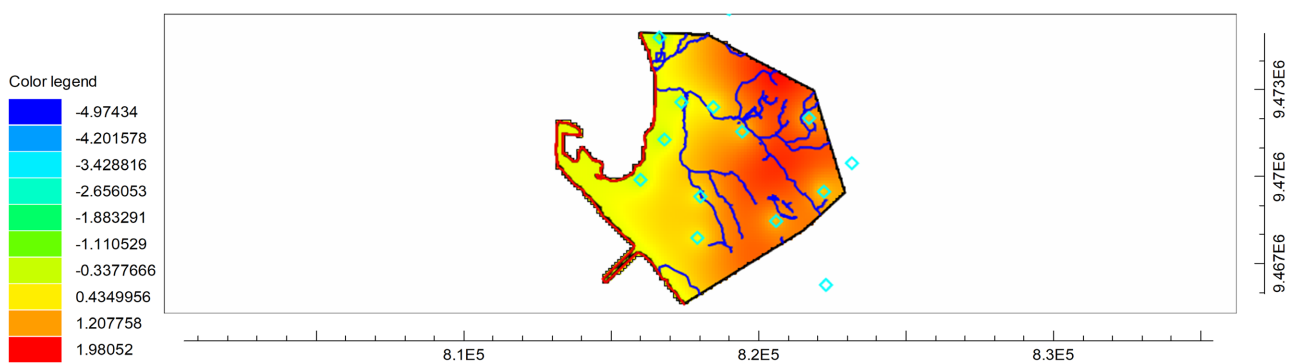 Color legend
-4.97434
-4.201578
-3.428816
-2.656053
-1.883291
-1.110529
-0.3377666
0.4349956
1.207758
1.98052
9.473E6
9.47E6
9.467E6
8.1E5
8.2E5
8.3E5